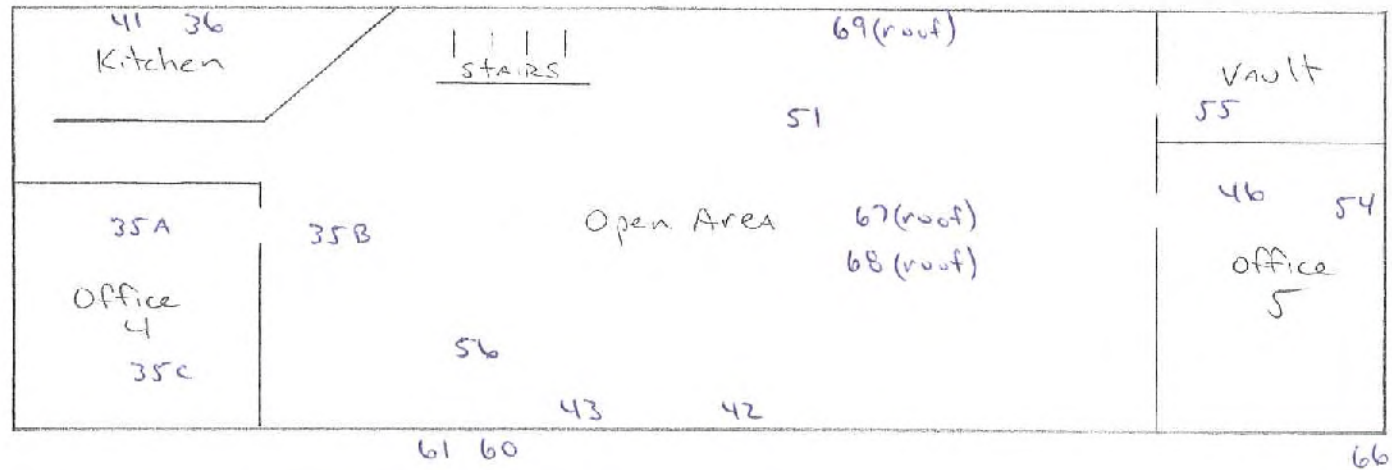 41 36
Kitchen
STAIRS
69(roof)
Vault
51
55
35A
35B
Open Area
67(roof)
46
54
68(roof)
Office
4
Office
5
56
35C
43
42
61 60
66